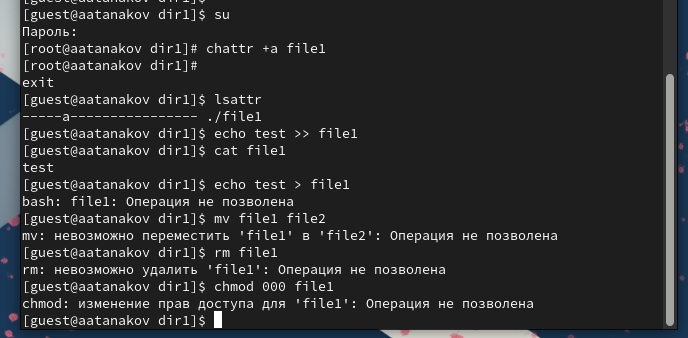 [guest@aatanakov dir1]$
[guest@aatanakov dir1]$ su
Пароль:
[root@aatanakov dir1]# chattr +a file1
[root@aatanakov dir1]#
exit
[guest@aatanakov dir1]$ lsattr
-----a---------------- ./file1
[guest@aatanakov dir1]$ echo test >> file1
[guest@aatanakov dir1]$ cat file1
test
[guest@aatanakov dir1]$ echo test > file1
bash: file1: Операция не позволена
[guest@aatanakov dir1]$ mv file1 file2
mv: невозможно переместить 'file1' в 'file2': Операция не позволена
[guest@aatanakov dir1]$ rm file1
rm: невозможно удалить 'file1': Операция не позволена
[guest@aatanakov dir1]$ chmod 000 file1
chmod: изменение прав доступа для 'file1': Операция не позволена
[guest@aatanakov dir1]$